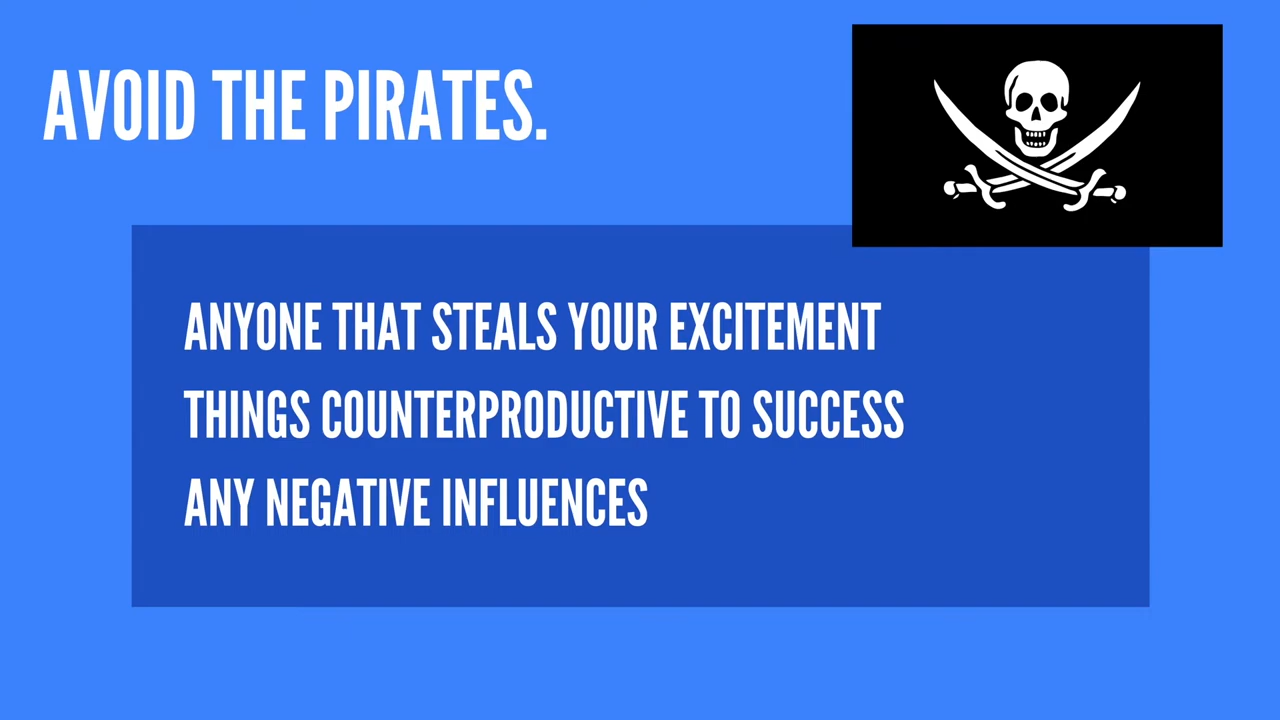 AVOID THE PIRATES.
ANYONE THAT STEALS YOUR EXCITEMENT
THINGS COUNTERPRODUCTIVE TO SUCCESS
ANY NEGATIVE INFLUENCES